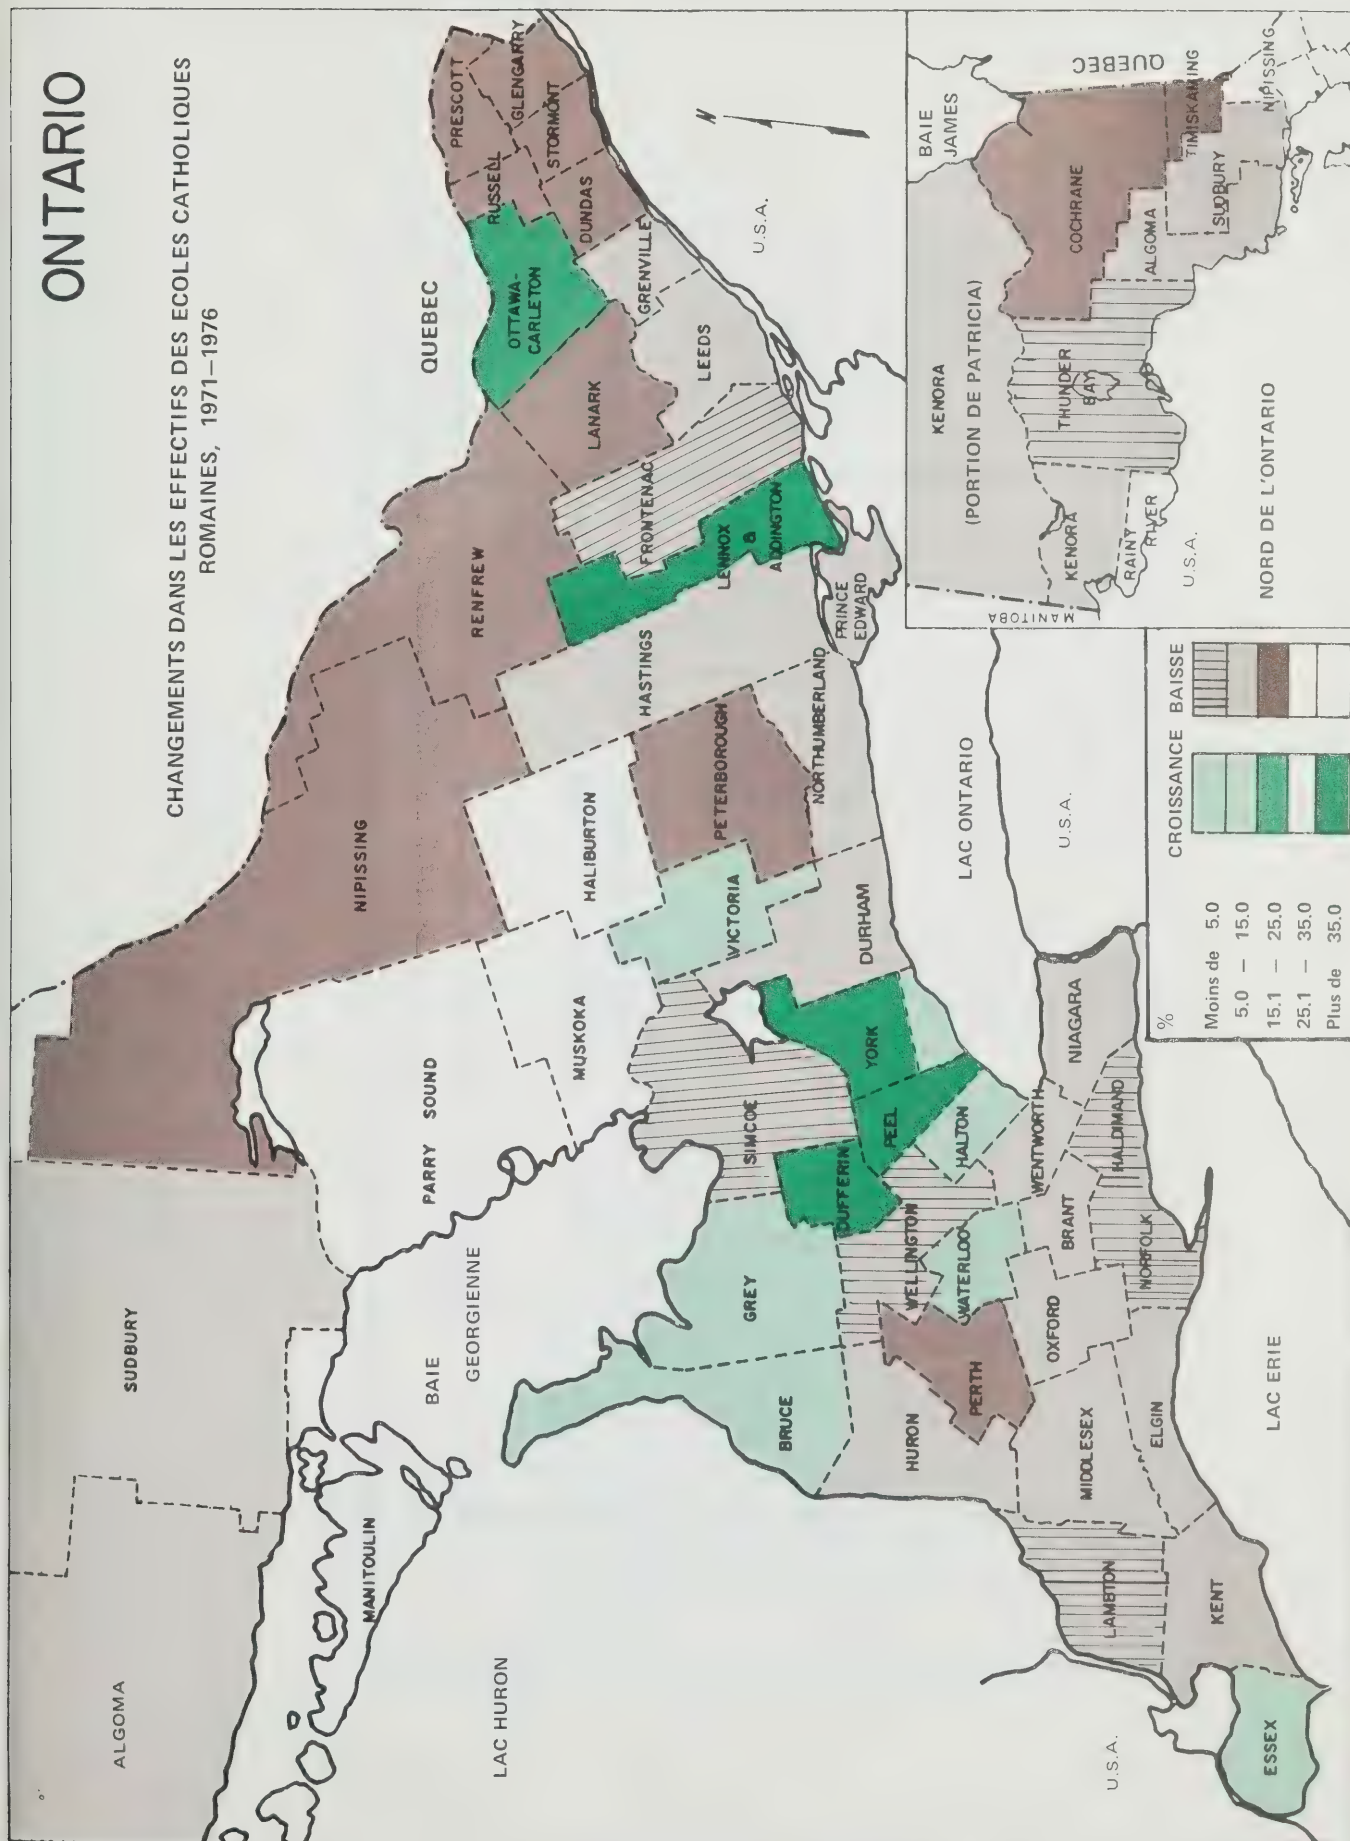 ONTARIO
CHANGEMENTS DANS LES EFFECTIFS DES ECOLES CATHOLIQUES
ROMAINES, 1971–1976
ALGOMA
SUDBURY
MANITOULIN
LAC HURON
BAIE
GEORGIENNE
PARRY SOUND
NIPISSING
MUSKOKA
HALIBURTON
RENFREW
HASTINGS
QUEBEC
LANARK
OTTAWA-
CARLETON
PRESCOTT
RUSSELL
GLENGARRY
STORMONT
DUNDAS
GRENVILLE
LEEDS
FRONTENAC
LENNOX
&
ADDINGTON
PRINCE
EDWARD
NORTHUMBERLAND
PETERBOROUGH
VICTORIA
DURHAM
SIMCOE
YORK
PEEL
DUFFERIN
HALTON
GREY
BRUCE
WELLINGTON
WATERLOO
HURON
PERTH
OXFORD
BRANT
WENTWORTH
NIAGARA
HALDIMAND
NORFOLK
MIDDLESEX
ELGIN
LAMBTON
KENT
ESSEX
LAC ERIE
LAC ONTARIO
U.S.A.
U.S.A.
U.S.A.
N
BAIE
JAMES
QUEBEC
KENORA
(PORTION DE PATRICIA)
COCHRANE
TIMISKAMING
NIPISSING
SUDBURY
ALGOMA
THUNDER
BAY
KENORA
RAINY
RIVER
MANITOBA
U.S.A.
NORD DE L'ONTARIO
% CROISSANCE BAISSE
Moins de 5.0
5.0 – 15.0
15.1 – 25.0
25.1 – 35.0
Plus de 35.0